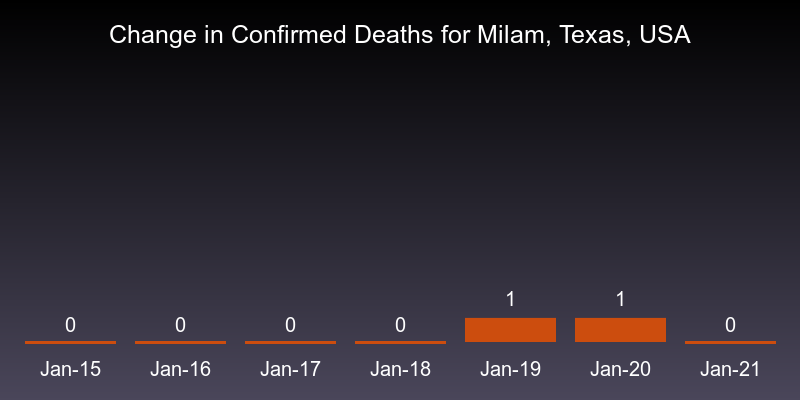 Change in Confirmed Deaths for Milam, Texas, USA
1 1
0 0 0 0 0
Jan-15 Jan-16 Jan-17 Jan-18 Jan-19 Jan-20 Jan-21